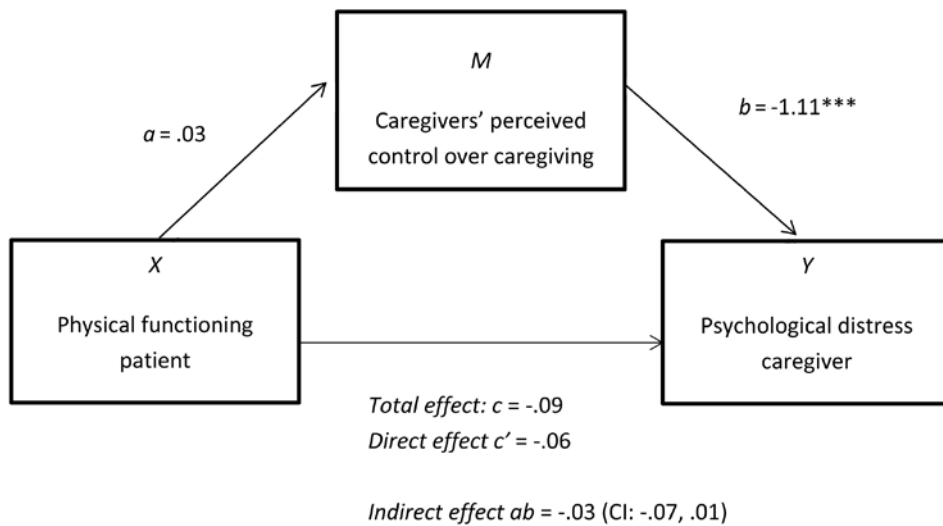 M
Caregivers’ perceived
control over caregiving
a = .03
b = -1.11***
X
Physical functioning
patient
Y
Psychological distress
caregiver
Total effect: c = -.09
Direct effect c’ = -.06
Indirect effect ab = -.03 (CI: -.07, .01)